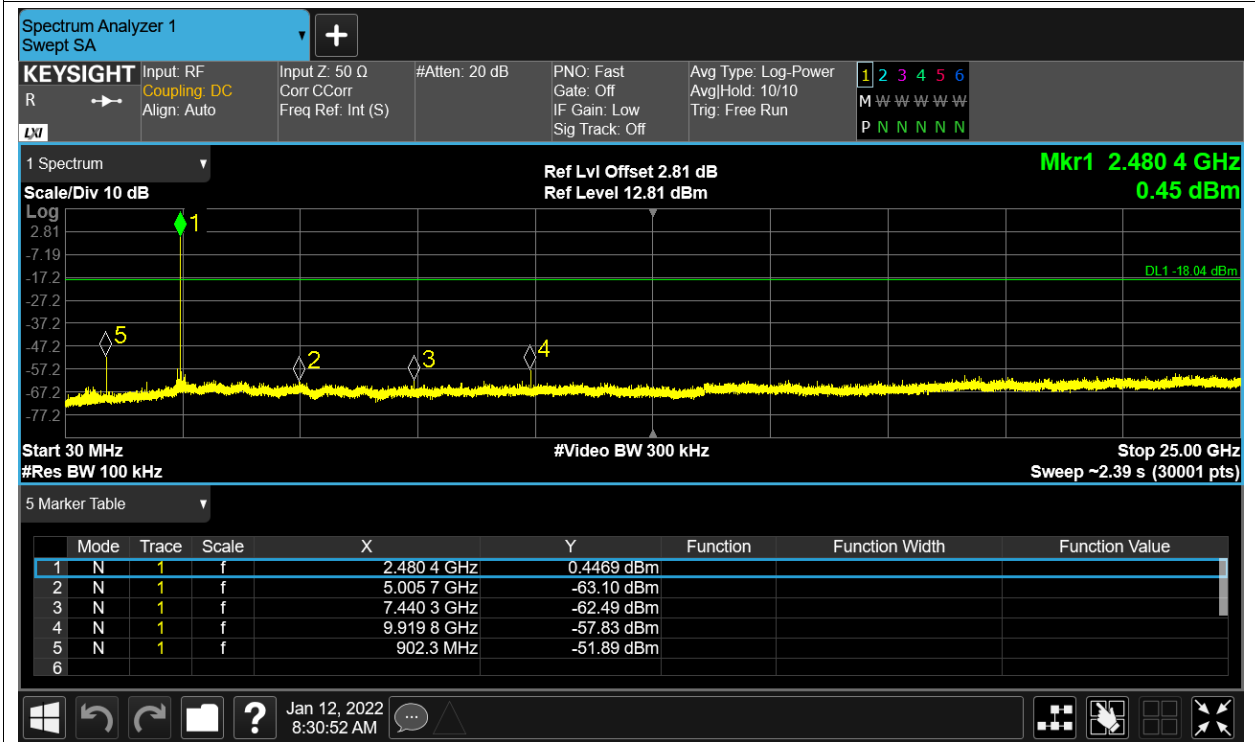 Spectrum Analyzer 1
Swept SA
+
KEYSIGHT Input: RF Input Z: 50 Ω #Atten: 20 dB PNO: Fast Avg Type: Log-Power 1 2 3 4 5 6
R Coupling: DC Corr CCorr Gate: Off Avg|Hold: 10/10 M W W W W W
Align: Auto Freq Ref: Int (S) IF Gain: Low Trig: Free Run
LXI Sig Track: Off P N N N N N
1 Spectrum Ref Lvl Offset 2.81 dB Mkr1 2.480 4 GHz
Scale/Div 10 dB Ref Level 12.81 dBm 0.45 dBm
Log
1
2.81
-7.19
-17.2 DL1 -18.04 dBm
-27.2
-37.2
5
-47.2
4
2 3
-57.2
-67.2
-77.2
Start 30 MHz #Video BW 300 kHz Stop 25.00 GHz
#Res BW 100 kHz Sweep ~2.39 s (30001 pts)
5 Marker Table
Mode Trace Scale X Y Function Function Width Function Value
1 N 1 f 2.480 4 GHz 0.4469 dBm
2 N 1 f 5.005 7 GHz -63.10 dBm
3 N 1 f 7.440 3 GHz -62.49 dBm
4 N 1 f 9.919 8 GHz -57.83 dBm
5 N 1 f 902.3 MHz -51.89 dBm
6
? Jan 12, 2022
8:30:52 AM